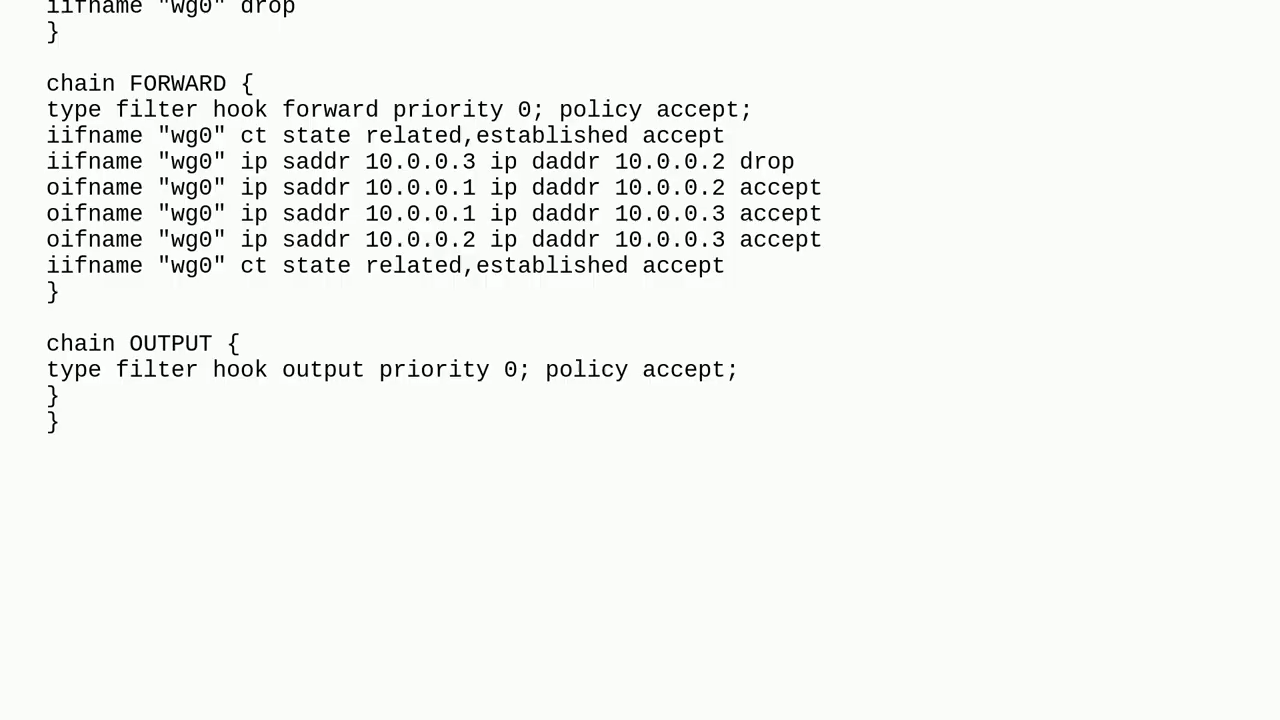 iifname "wg0" drop
}
chain FORWARD {
type filter hook forward priority 0; policy accept;
iifname "wg0" ct state related,established accept
iifname "wg0" ip saddr 10.0.0.3 ip daddr 10.0.0.2 drop
oifname "wg0" ip saddr 10.0.0.1 ip daddr 10.0.0.2 accept
oifname "wg0" ip saddr 10.0.0.1 ip daddr 10.0.0.3 accept
oifname "wg0" ip saddr 10.0.0.2 ip daddr 10.0.0.3 accept
iifname "wg0" ct state related,established accept
}
chain OUTPUT {
type filter hook output priority 0; policy accept;
}
}